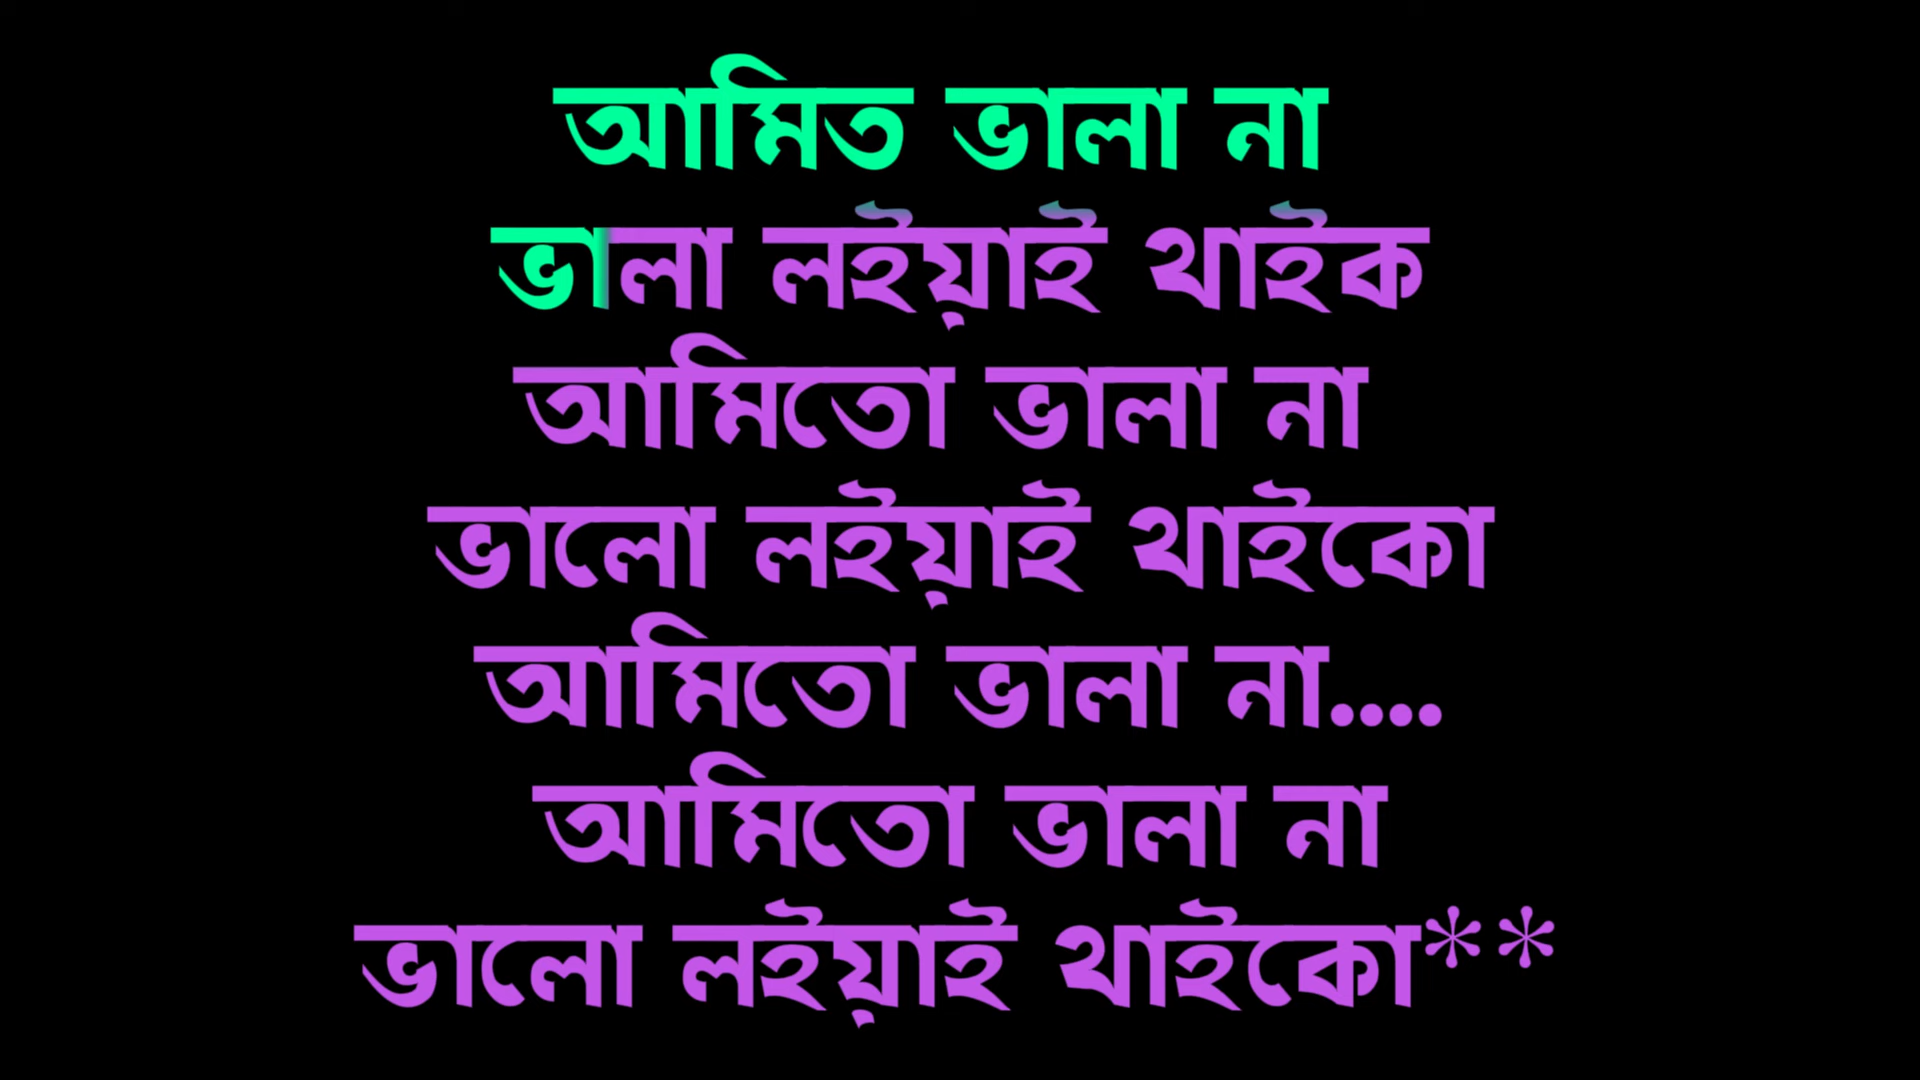 আমিত ভালা না
ভালা লইয়াই থাইক
আমিতো ভালা না
ভালো লইয়াই থাইকো
আমিতো ভালা না....
আমিতো ভালা না
ভালো লইয়াই থাইকো**